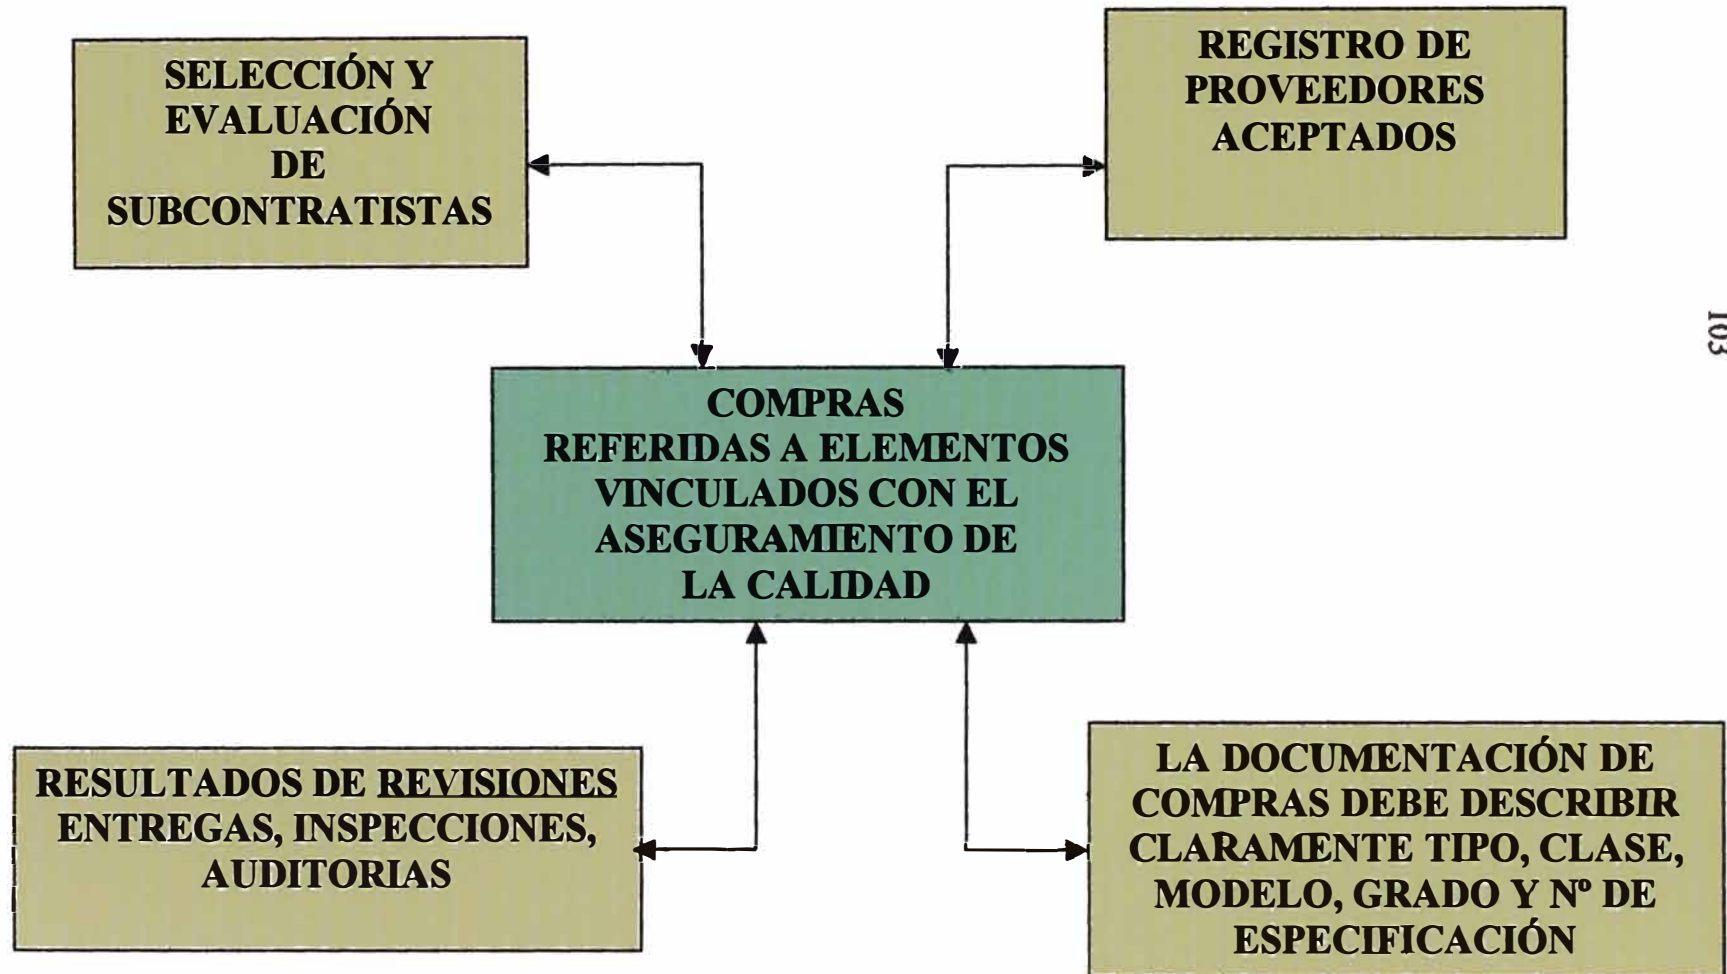 SELECCIÓN Y
EVALUACIÓN
DE
SUBCONTRATISTAS
REGISTRO DE
PROVEEDORES
ACEPTADOS
103
COMPRAS
REFERIDAS A ELEMENTOS
VINCULADOS CON EL
ASEGURAMIENTO DE
LA CALIDAD
RESULTADOS DE REVISIONES
ENTREGAS, INSPECCIONES,
AUDITORIAS
LA DOCUMENTACIÓN DE
COMPRAS DEBE DESCRIBIR
CLARAMENTE TIPO, CLASE,
MODELO, GRADO Y Nº DE
ESPECIFICACIÓN